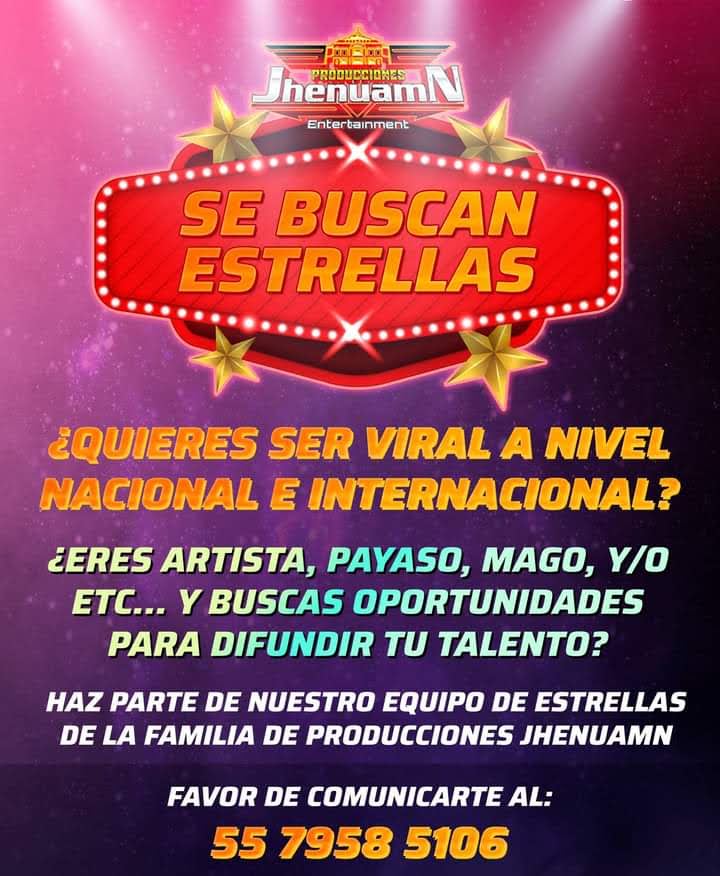 PRODUCCIONES
JhenuamN
Entertainment
SE BUSCAN
ESTRELLAS
¿QUIERES SER VIRAL A NIVEL
NACIONAL E INTERNACIONAL?
¿ERES ARTISTA, PAYASO, MAGO, Y/O
ETC... Y BUSCAS OPORTUNIDADES
PARA DIFUNDIR TU TALENTO?
HAZ PARTE DE NUESTRO EQUIPO DE ESTRELLAS
DE LA FAMILIA DE PRODUCCIONES JHENUAMN
FAVOR DE COMUNICARTE AL:
55 7958 5106